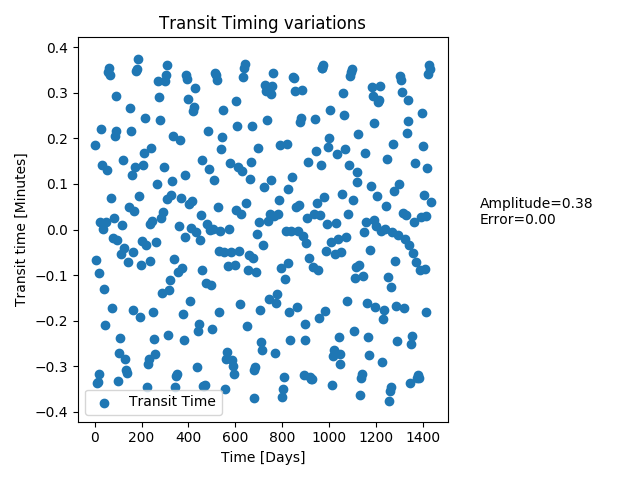 Transit Timing variations
0.4
0.3
0.2
0.1
0.0
−0.1
−0.2
−0.3
−0.4
Transit time [Minutes]
Amplitude=0.38
Error=0.00
Transit Time
0
200
400
600
800
1000
1200
1400
Time [Days]